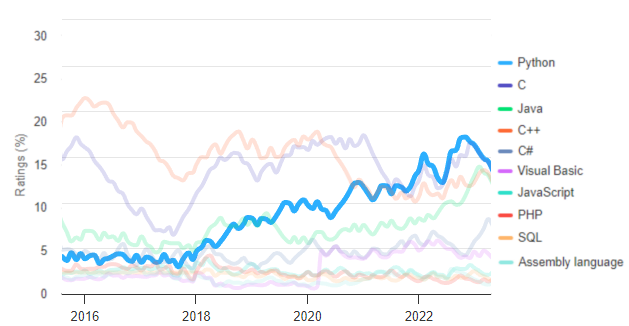 30
25
20
15
10
5
0
Ratings (%)
2016
2018
2020
2022
Python
C
Java
C++
C#
Visual Basic
JavaScript
PHP
SQL
Assembly language